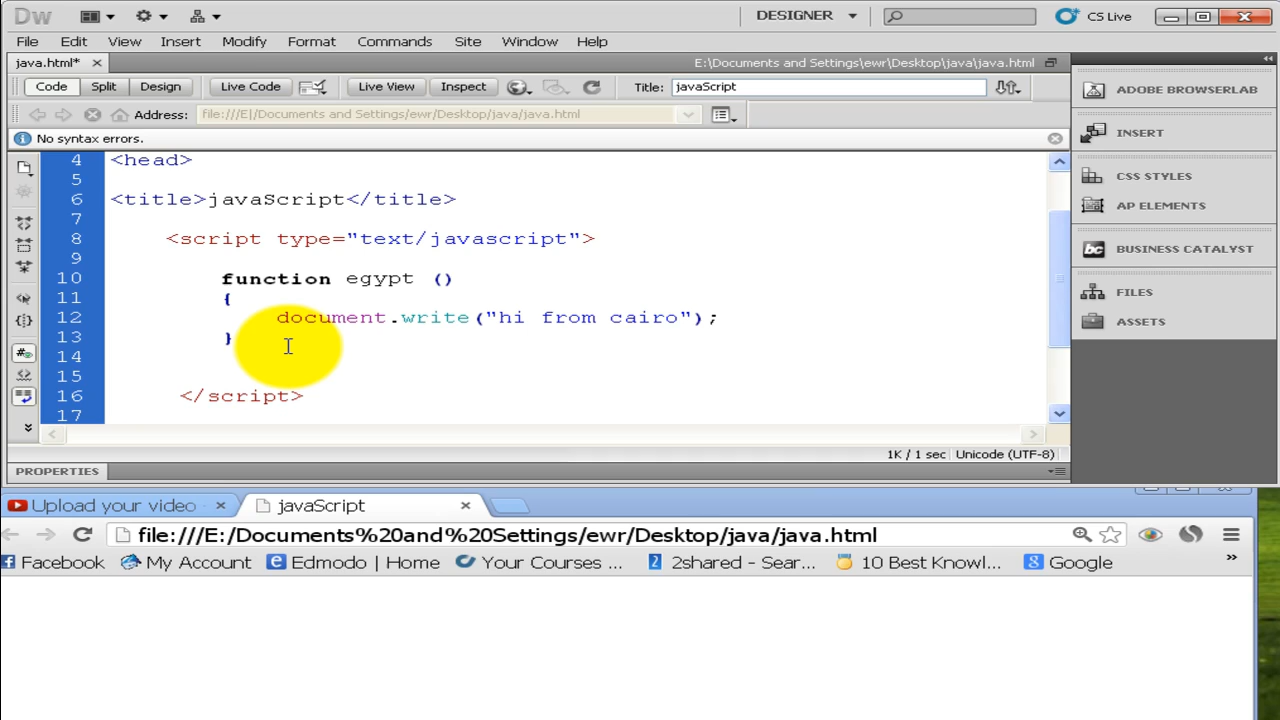 Dw DESIGNER CS Live
File Edit View Insert Modify Format Commands Site Window Help
java.html* E:\Documents and Settings\ewr\Desktop\java\java.html
Code Split Design Live Code Live View Inspect Title: javaScript
Address: file:///E|/Documents and Settings/ewr/Desktop/java/java.html
No syntax errors.
4 <head>
5
6 <title>javaScript</title>
7
8 <script type="text/javascript">
9
10 function egypt ()
11 {
12 document.write("hi from cairo");
13 }
14
15
16 </script>
17
1K / 1 sec Unicode (UTF-8)
PROPERTIES
ADOBE BROWSERLAB
INSERT
CSS STYLES
AP ELEMENTS
BUSINESS CATALYST
FILES
ASSETS
Upload your video javaScript
file:///E:/Documents%20and%20Settings/ewr/Desktop/java/java.html
Facebook My Account Edmodo | Home Your Courses ... 2shared - Sear... 10 Best Knowl... Google